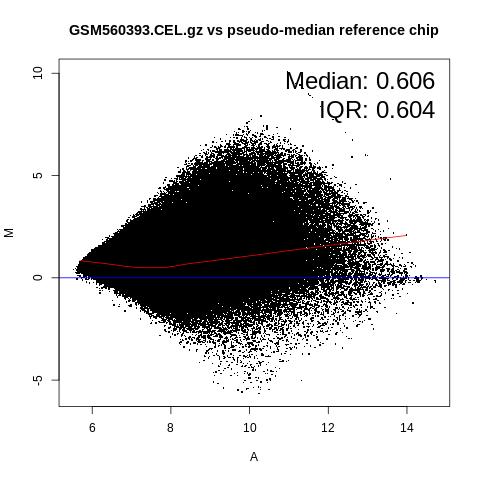 GSM560393.CEL.gz vs pseudo-median reference chip
Median: 0.606
IQR: 0.604
10
5
0
-5
M
6 8 10 12 14
A